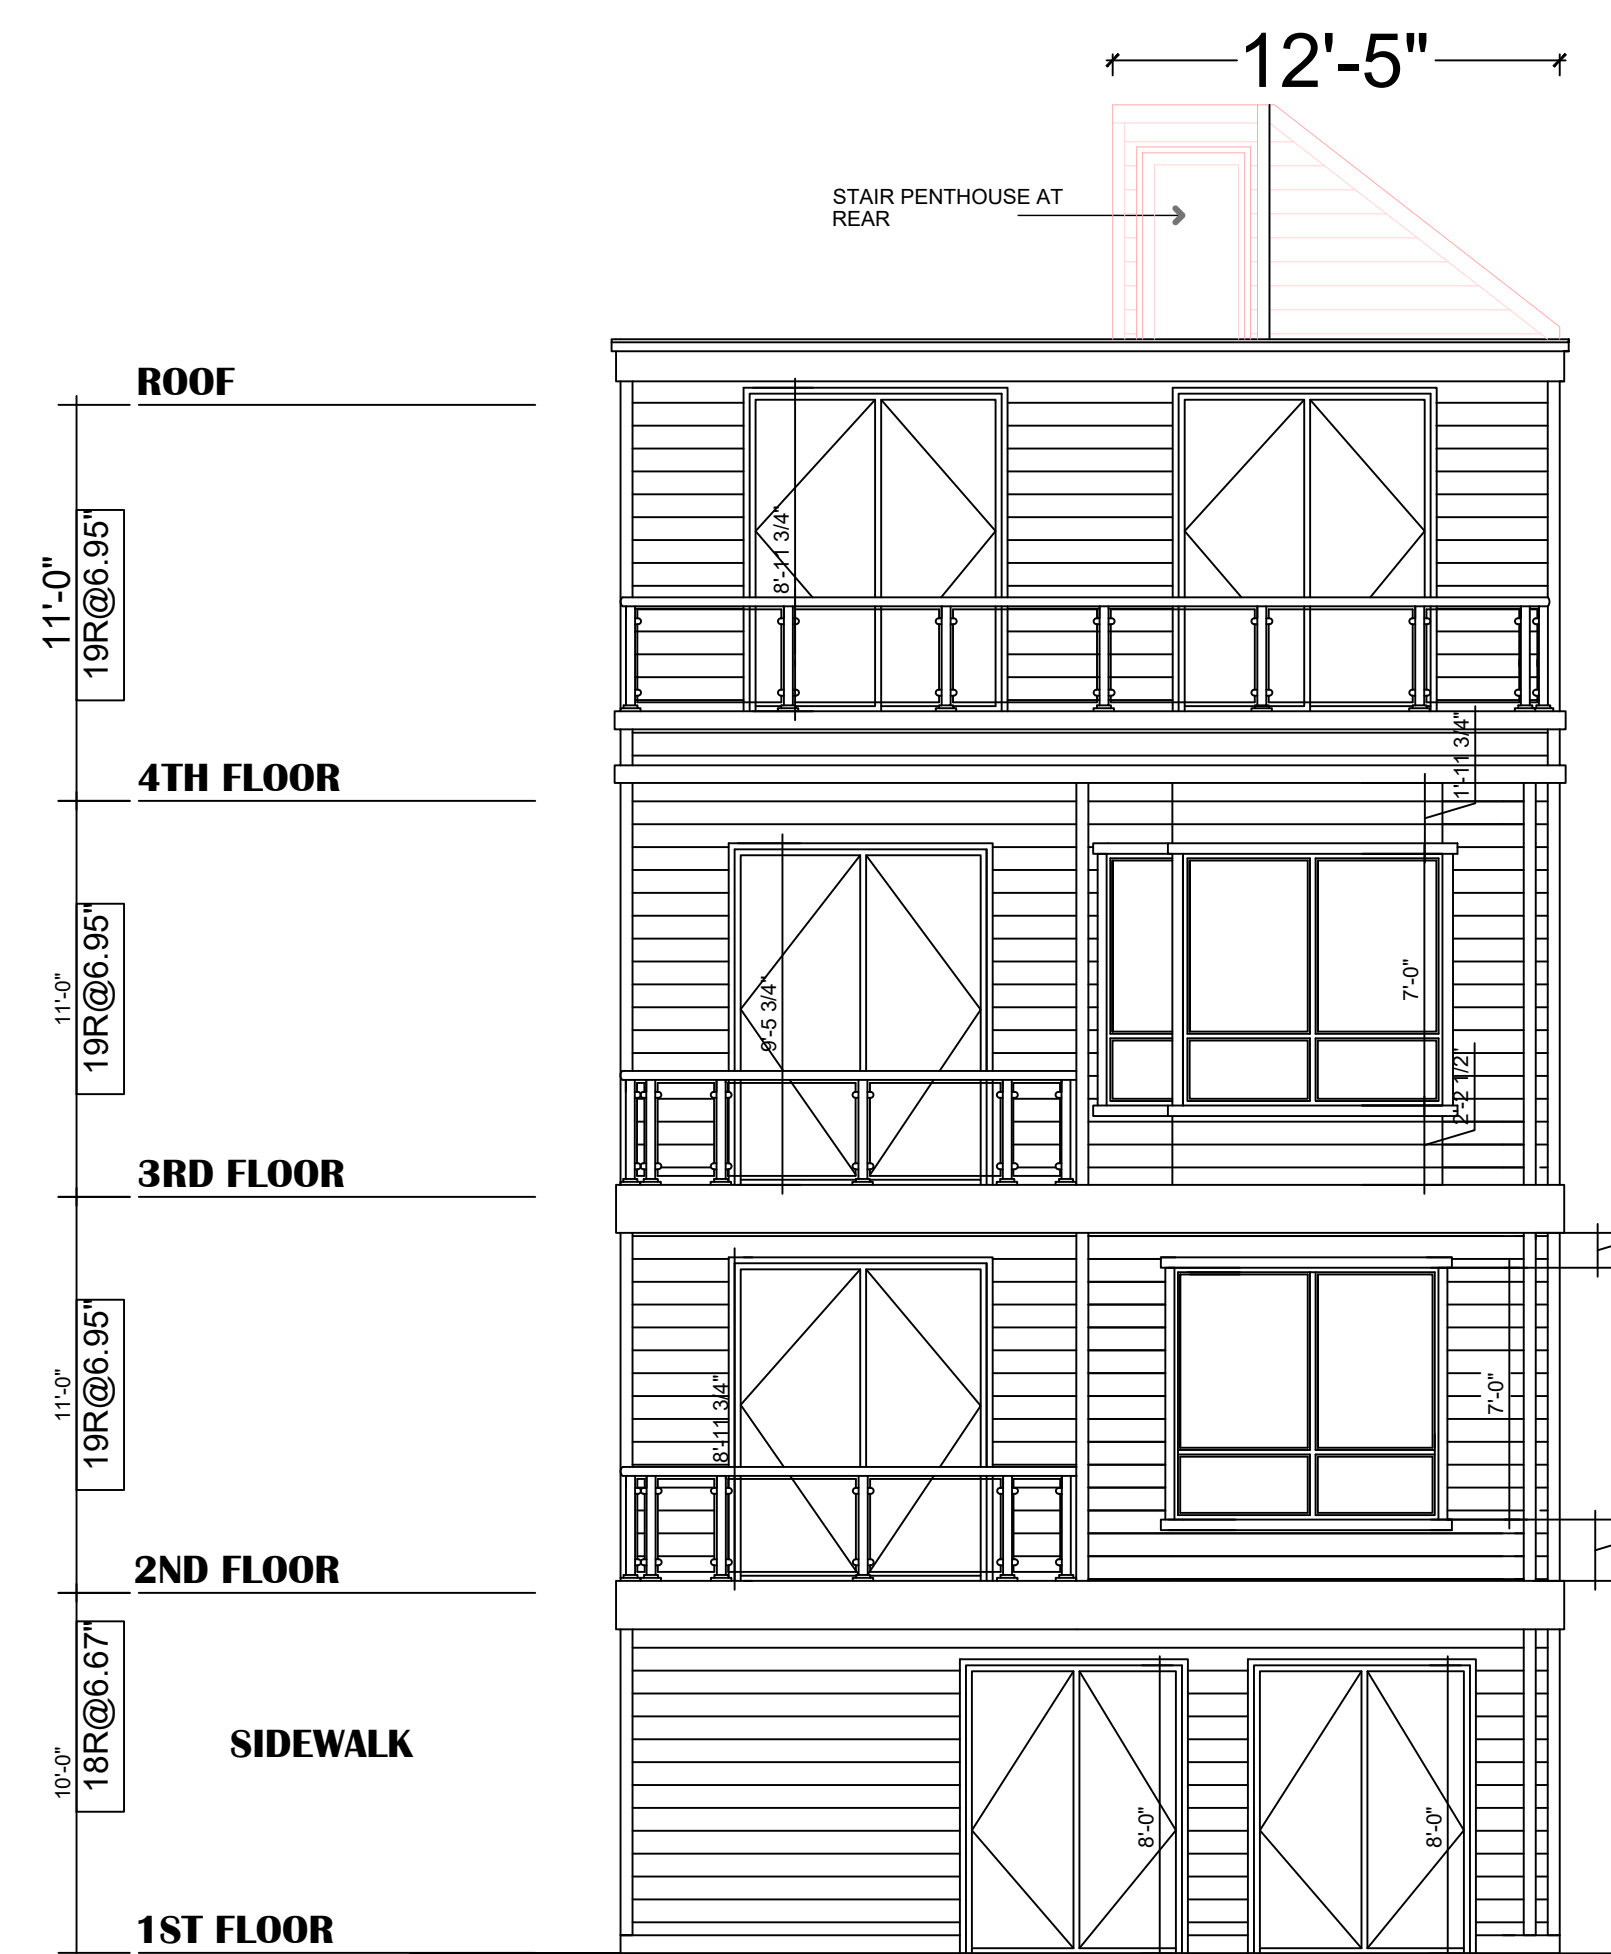 12'-5"
STAIR PENTHOUSE AT
REAR
ROOF
11'-0"
19R@6.95"
8'-11 3/4"
4TH FLOOR
1'-11 3/4"
11'-0"
19R@6.95"
9'-5 3/4"
7'-0"
2'-2 1/2"
3RD FLOOR
11'-0"
19R@6.95"
8'-11 3/4"
7'-0"
2ND FLOOR
10'-0"
18R@6.67"
SIDEWALK
8'-0"
8'-0"
1ST FLOOR